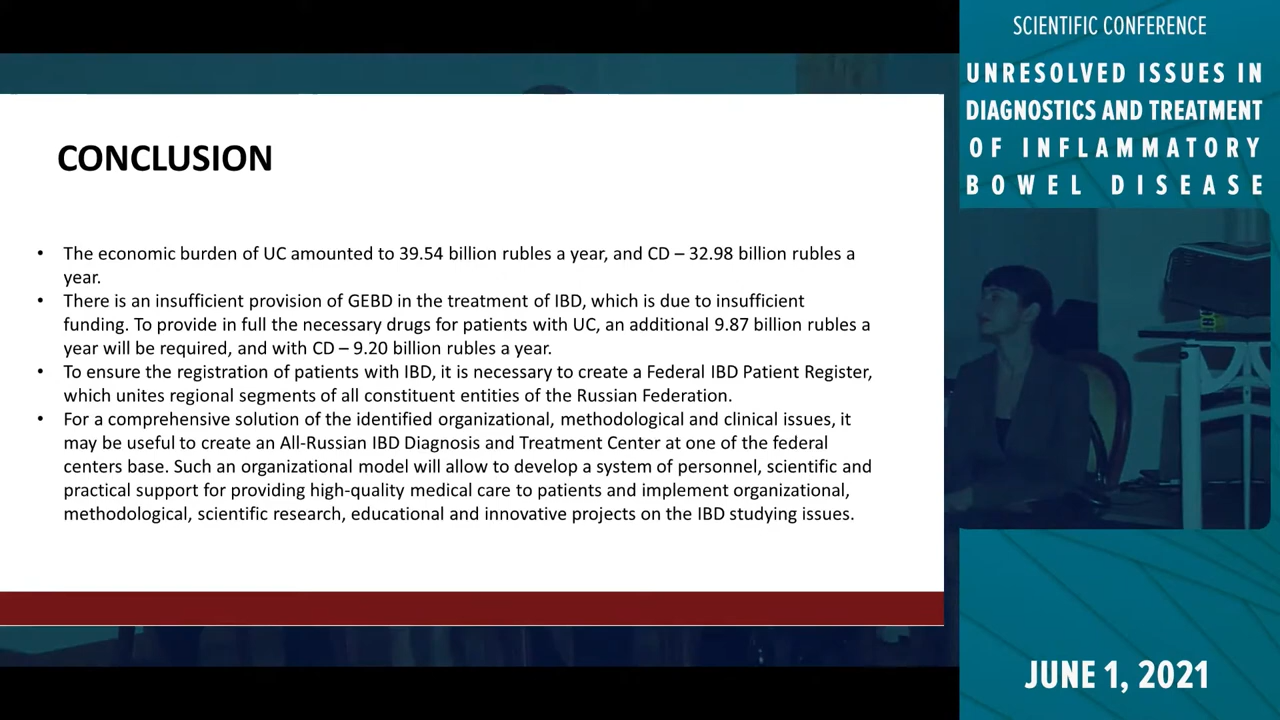 CONCLUSION
• The economic burden of UC amounted to 39.54 billion rubles a year, and CD – 32.98 billion rubles a
year.
• There is an insufficient provision of GEBD in the treatment of IBD, which is due to insufficient
funding. To provide in full the necessary drugs for patients with UC, an additional 9.87 billion rubles a
year will be required, and with CD – 9.20 billion rubles a year.
• To ensure the registration of patients with IBD, it is necessary to create a Federal IBD Patient Register,
which unites regional segments of all constituent entities of the Russian Federation.
• For a comprehensive solution of the identified organizational, methodological and clinical issues, it
may be useful to create an All-Russian IBD Diagnosis and Treatment Center at one of the federal
centers base. Such an organizational model will allow to develop a system of personnel, scientific and
practical support for providing high-quality medical care to patients and implement organizational,
methodological, scientific research, educational and innovative projects on the IBD studying issues.
SCIENTIFIC CONFERENCE
UNRESOLVED ISSUES IN
DIAGNOSTICS AND TREATMENT
OF INFLAMMATORY
BOWEL DISEASE
JUNE 1, 2021